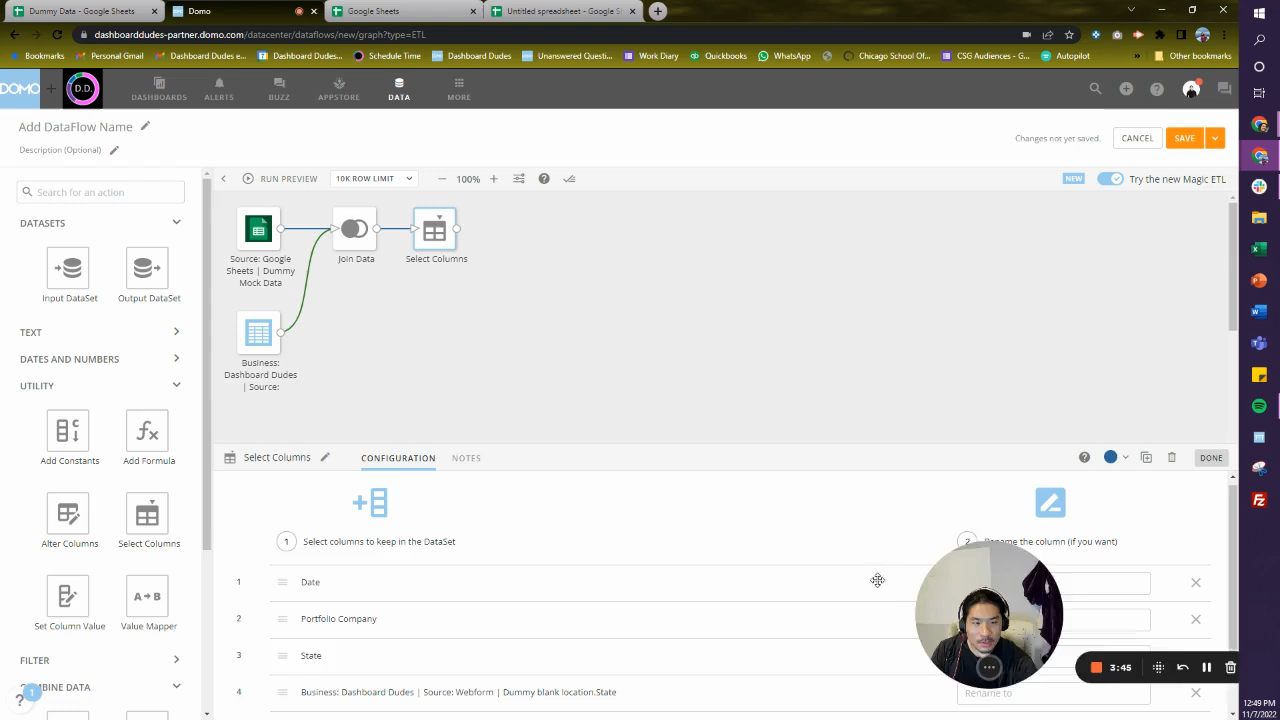 Dummy Data - Google Sheets
Domo
Google Sheets
Untitled spreadsheet - Google Sh
dashboarddudes-partner.domo.com/datacenter/dataflows/new/graph?type=ETL
Bookmarks
Personal Gmail
Dashboard Dudes e...
Dashboard Dudes...
Schedule Time
Dashboard Dudes
Unanswered Quest...
Work Diary
Quickbooks
WhatsApp
Chicago School Of...
CSG Audiences - G...
Autopilot
Other bookmarks
DOMO
D.D.
DASHBOARDS
ALERTS
BUZZ
APPSTORE
DATA
MORE
Add DataFlow Name
Description (Optional)
Changes not yet saved.
CANCEL
SAVE
Search for an action
RUN PREVIEW
10K ROW LIMIT
100%
NEW
Try the new Magic ETL
DATASETS
Input DataSet
Output DataSet
TEXT
DATES AND NUMBERS
UTILITY
Add Constants
Add Formula
Alter Columns
Select Columns
Set Column Value
Value Mapper
FILTER
COMBINE DATA
1
Source: Google
Sheets | Dummy
Mock Data
Join Data
Select Columns
Business:
Dashboard Dudes
| Source:
Select Columns
CONFIGURATION
NOTES
DONE
1
Select columns to keep in the DataSet
2
Rename the column (if you want)
1
Date
2
Portfolio Company
3
State
4
Business: Dashboard Dudes | Source: Webform | Dummy blank location.State
Rename to
3:45
12:49 PM
11/7/2022